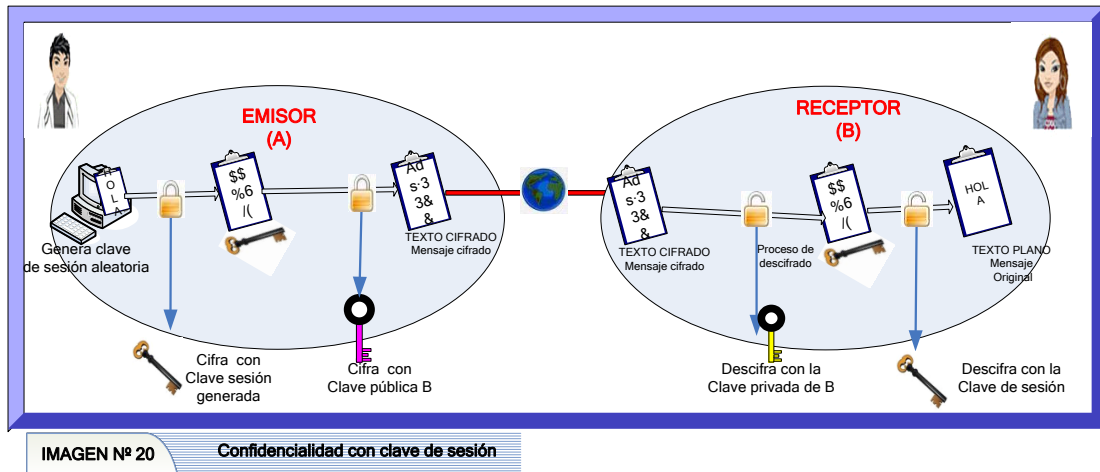 EMISOR
(A)
RECEPTOR
(B)
H
O
L
A
$$
%6
/(
Ad
s·3
3&
&
Ad
s·3
3&
&
$$
%6
/(
HOL
A
Genera clave
de sesión aleatoria
TEXTO CIFRADO
Mensaje cifrado
TEXTO CIFRADO
Mensaje cifrado
Proceso de
descifrado
TEXTO PLANO
Mensaje
Original
Cifra con
Clave sesión
generada
Cifra con
Clave pública B
Descifra con la
Clave privada de B
Descifra con la
Clave de sesión
IMAGEN Nº 20
Confidencialidad con clave de sesión